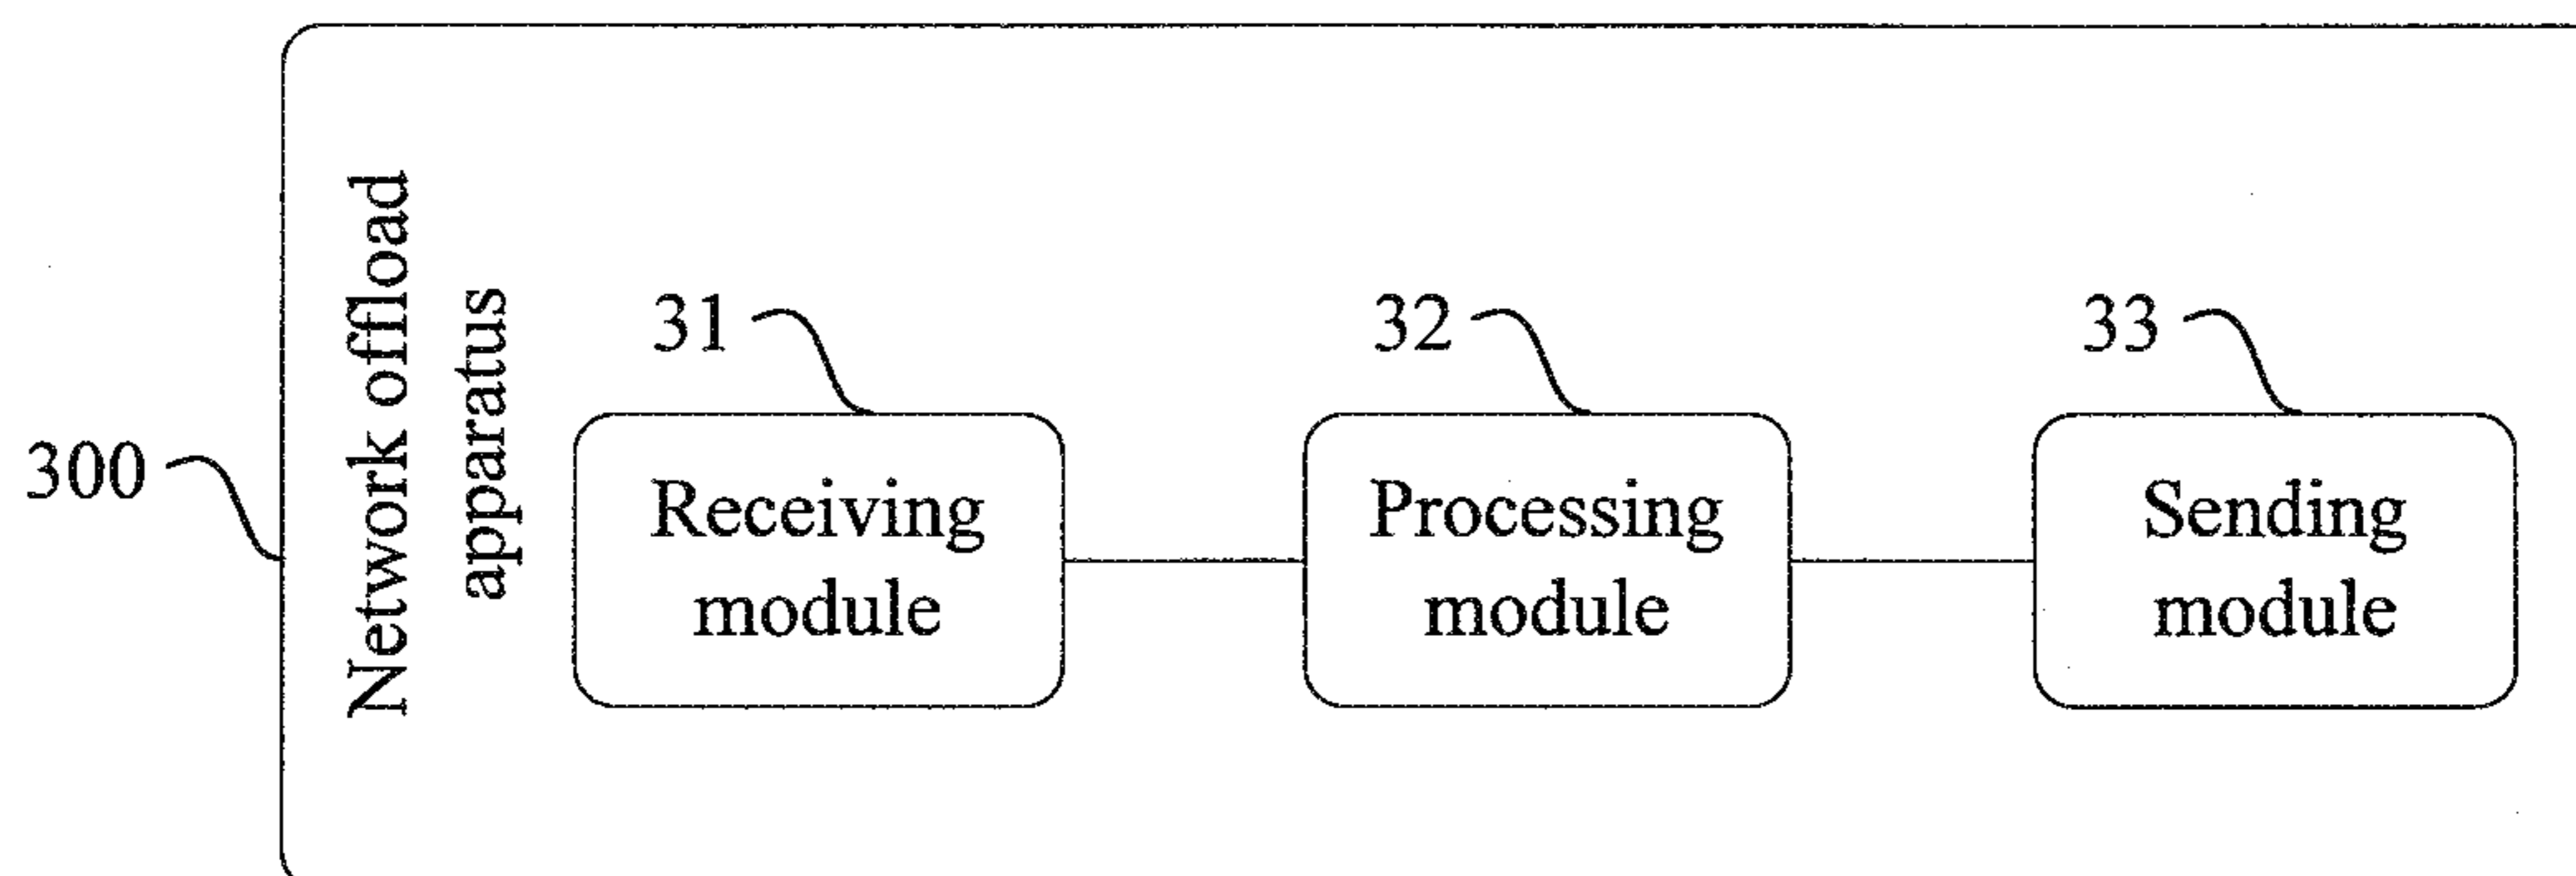 Network offload
apparatus
31
32
33
300
Receiving
module
Processing
module
Sending
module